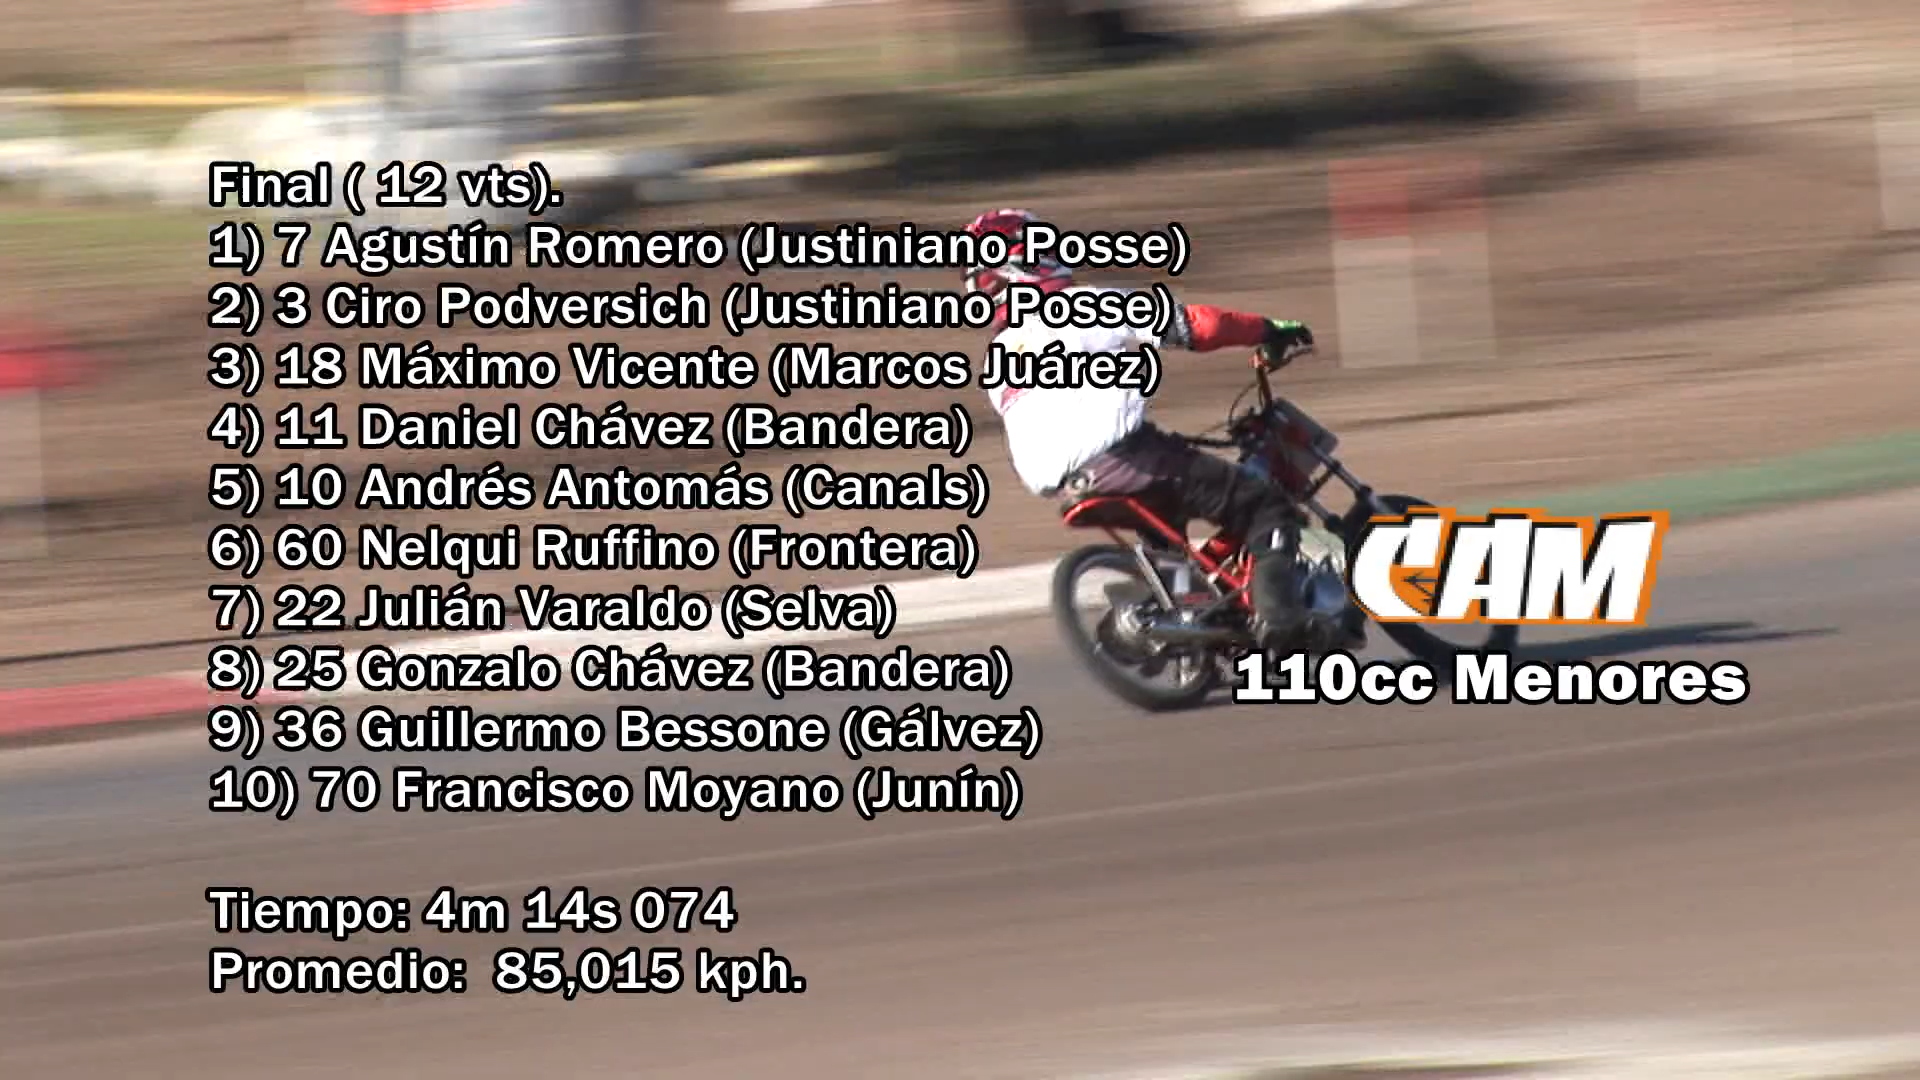 Final ( 12 vts).
1) 7 Agustín Romero (Justiniano Posse)
2) 3 Ciro Podversich (Justiniano Posse)
3) 18 Máximo Vicente (Marcos Juárez)
4) 11 Daniel Chávez (Bandera)
5) 10 Andrés Antomás (Canals)
6) 60 Nelqui Ruffino (Frontera)
7) 22 Julián Varaldo (Selva)
8) 25 Gonzalo Chávez (Bandera)
9) 36 Guillermo Bessone (Gálvez)
10) 70 Francisco Moyano (Junín)
Tiempo: 4m 14s 074
Promedio:  85,015 kph.
CAM
110cc Menores